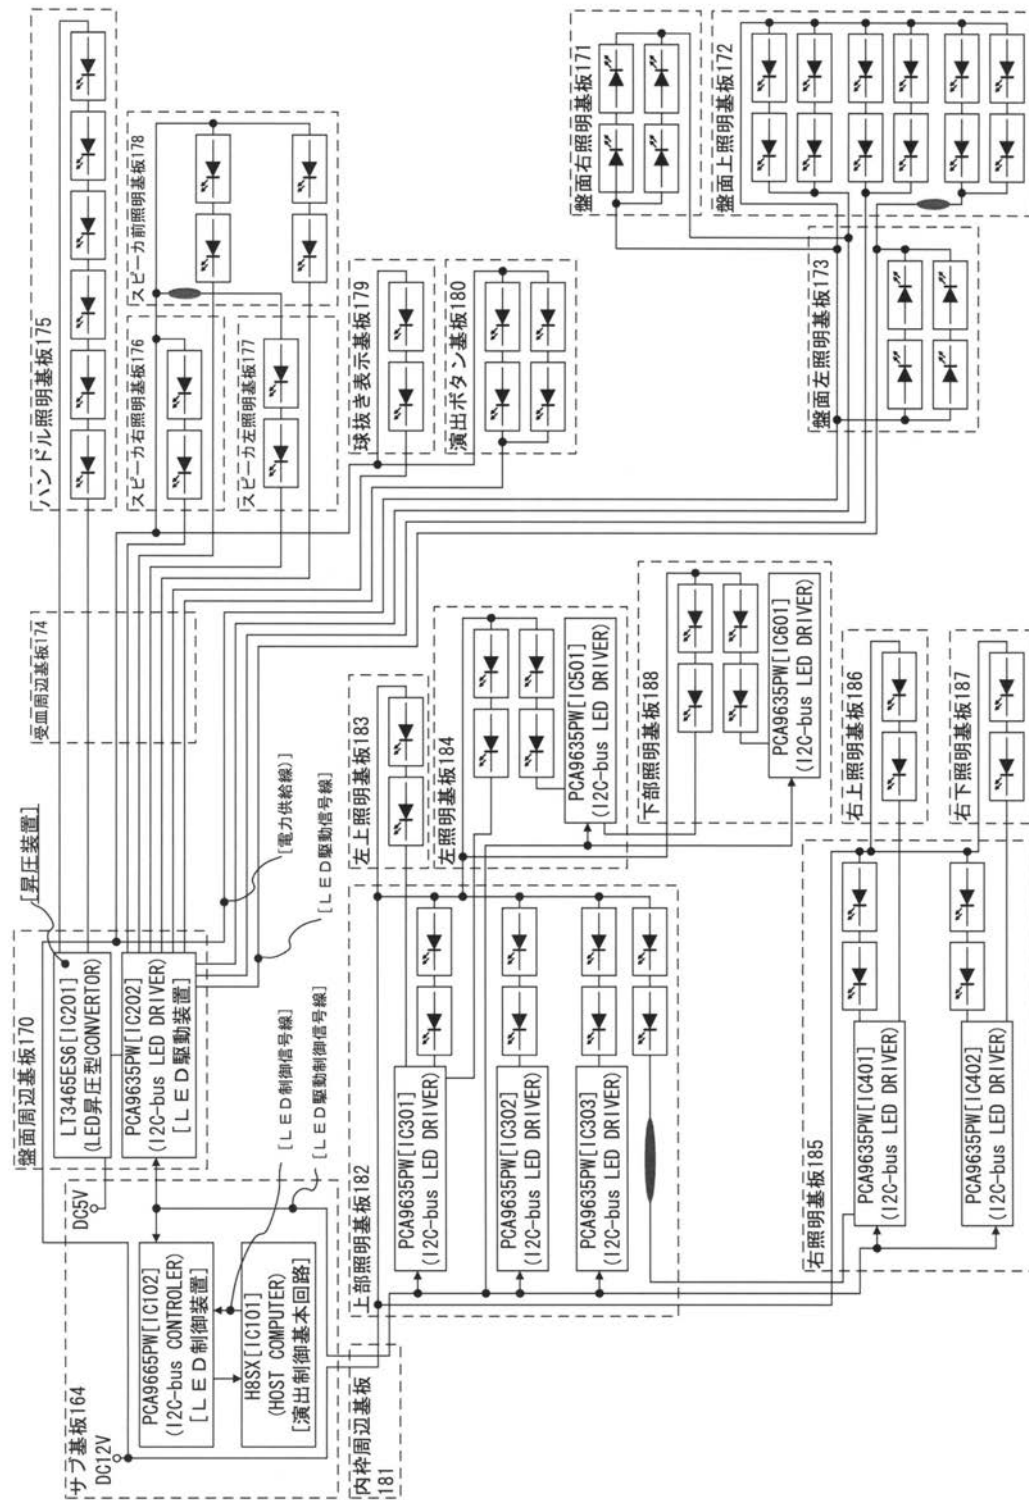 サブ基板164
DC12V
PCA9665PW[IC102]
(I2C-bus CONTROLER)
[ＬＥＤ制御装置]
H8SX[IC101]
(HOST COMPUTER)
[演出制御基本回路]
DC5V
盤面周辺基板170
LT3465ES6[IC201]
(LED昇圧型CONVERTOR)
PCA9635PW[IC202]
(I2C-bus LED DRIVER)
[ＬＥＤ駆動装置]
[昇圧装置]
[電力供給線)]
[ＬＥＤ駆動信号線]
[ＬＥＤ制御信号線]
[ＬＥＤ駆動制御信号線]
受皿周辺基板174
ハンドル照明基板175
スピーカ右照明基板176
スピーカ左照明基板177
スピーカ前照明基板178
球抜き表示基板179
演出ボタン基板180
盤面右照明基板171
盤面上照明基板172
盤面左照明基板173
内枠周辺基板
181
上部照明基板182
PCA9635PW[IC301]
(I2C-bus LED DRIVER)
PCA9635PW[IC302]
(I2C-bus LED DRIVER)
PCA9635PW[IC303]
(I2C-bus LED DRIVER)
左上照明基板183
左照明基板184
PCA9635PW[IC501]
(I2C-bus LED DRIVER)
下部照明基板188
PCA9635PW[IC601]
(I2C-bus LED DRIVER)
右照明基板185
PCA9635PW[IC401]
(I2C-bus LED DRIVER)
PCA9635PW[IC402]
(I2C-bus LED DRIVER)
右上照明基板186
右下照明基板187